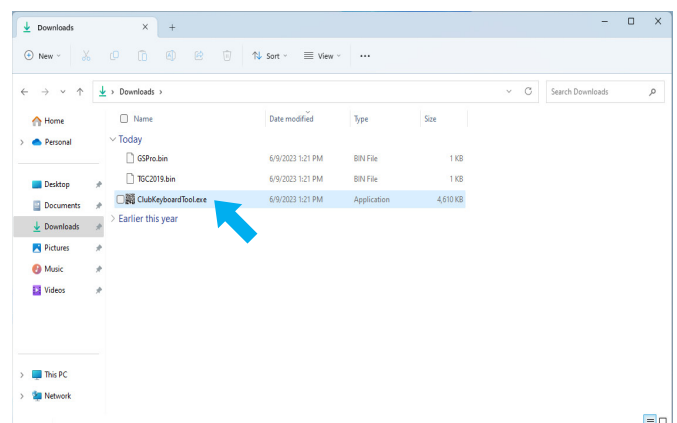 Downloads
New
Sort
View
Downloads
Search Downloads
Home
Personal
Desktop
Documents
Downloads
Pictures
Music
Videos
This PC
Network
Name Date modified Type Size
Today
GSPro.bin 6/9/2023 1:21 PM BIN File 1 KB
TGC2019.bin 6/9/2023 1:21 PM BIN File 1 KB
ClubKeyboardTool.exe 6/9/2023 1:21 PM Application 4,610 KB
Earlier this year